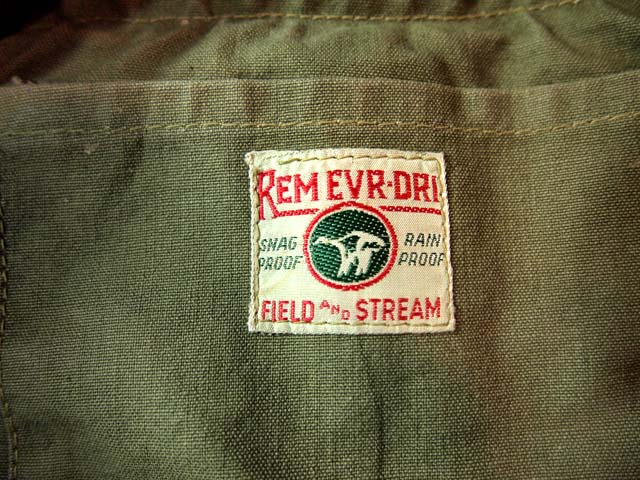 REM EVR-DRI
SNAG PROOF
RAIN PROOF
FIELD AND STREAM